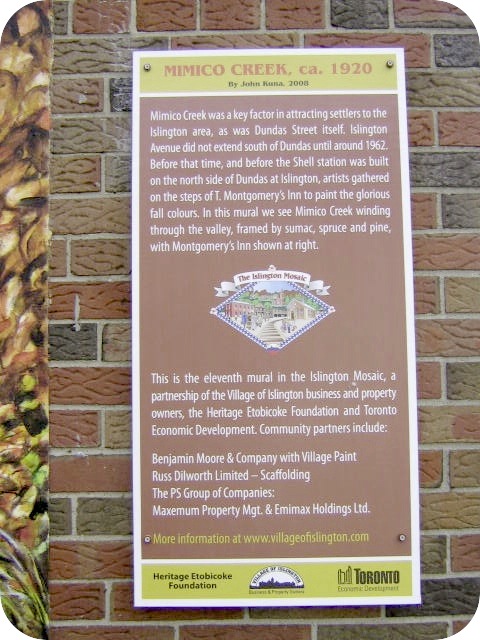 MIMICO CREEK, ca. 1920
By John Kuna, 2008
Mimico Creek was a key factor in attracting settlers to the
Islington area, as was Dundas Street itself. Islington
Avenue did not extend south of Dundas until around 1962.
Before that time, and before the Shell station was built
on the north side of Dundas at Islington, artists gathered
on the steps of T. Montgomery's Inn to paint the glorious
fall colours. In this mural we see Mimico Creek winding
through the valley, framed by sumac, spruce and pine,
with Montgomery's Inn shown at right.
The Islington Mosaic
This is the eleventh mural in the Islington Mosaic, a
partnership of the Village of Islington business and property
owners, the Heritage Etobicoke Foundation and Toronto
Economic Development. Community partners include:
Benjamin Moore & Company with Village Paint
Russ Dilworth Limited – Scaffolding
The PS Group of Companies:
Maxemum Property Mgt. & Emimax Holdings Ltd.
More information at www.villageofislington.com
Heritage Etobicoke
Foundation
VILLAGE OF ISLINGTON
Business & Property Owners
TORONTO
Economic Development